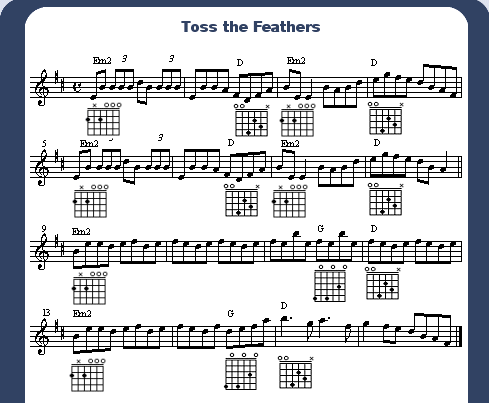 Toss the Feathers
Em2 3 3 D Em2 D
5 Em2 3 D Em2 D
9 Em2 G D
13 Em2 G D